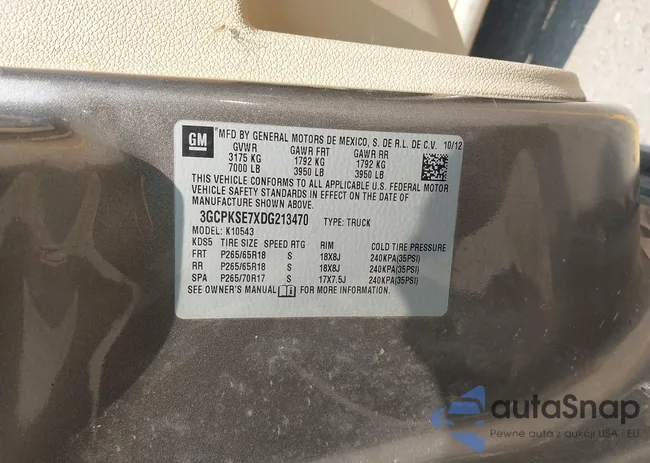 GM
MFD BY GENERAL MOTORS DE MEXICO, S. DE R.L. DE C.V. 10/12
GVWR GAWR FRT GAWR RR
3175 KG 1792 KG 1792 KG
7000 LB 3950 LB 3950 LB
THIS VEHICLE CONFORMS TO ALL APPLICABLE U.S. FEDERAL MOTOR
VEHICLE SAFETY STANDARDS IN EFFECT ON THE DATE OF
MANUFACTURE SHOWN ABOVE.
3GCPKSE7XDG213470 TYPE: TRUCK
MODEL: K10543
KDS5 TIRE SIZE SPEED RTG RIM COLD TIRE PRESSURE
FRT P265/65R18 S 18X8J 240KPA(35PSI)
RR P265/65R18 S 18X8J 240KPA(35PSI)
SPA P265/70R17 S 17X7.5J 240KPA(35PSI)
SEE OWNER'S MANUAL FOR MORE INFORMATION.
autaSnap
Pewne auto z aukcji USA / EU